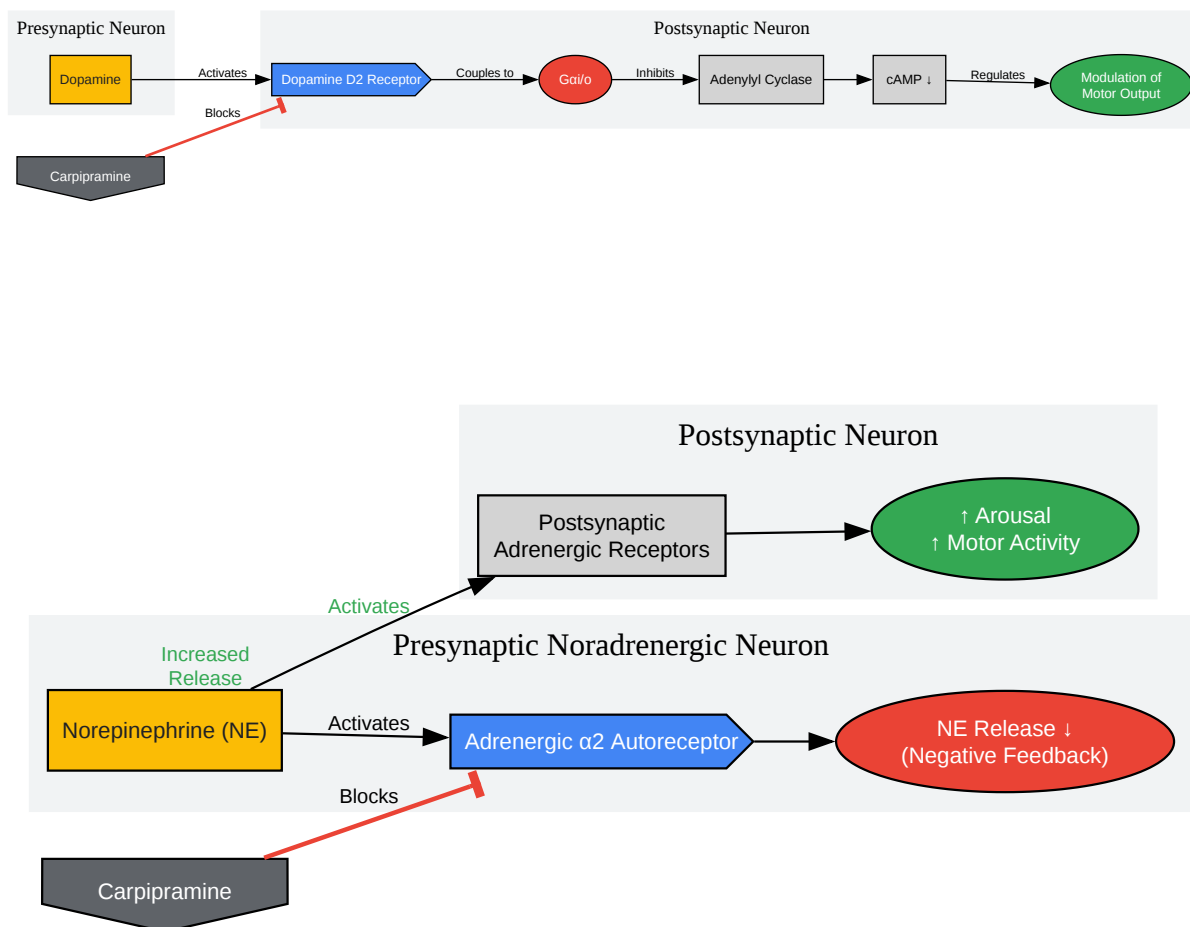 Presynaptic Neuron
Postsynaptic Neuron
Dopamine
Activates
Dopamine D2 Receptor
Couples to
Gαi/o
Inhibits
Adenylyl Cyclase
cAMP ↓
Regulates
Modulation of
Motor Output
Blocks
Carpipramine
Postsynaptic Neuron
Postsynaptic
Adrenergic Receptors
↑ Arousal
↑ Motor Activity
Activates
Presynaptic Noradrenergic Neuron
Increased
Release
Norepinephrine (NE)
Activates
Adrenergic α2 Autoreceptor
NE Release ↓
(Negative Feedback)
Blocks
Carpipramine